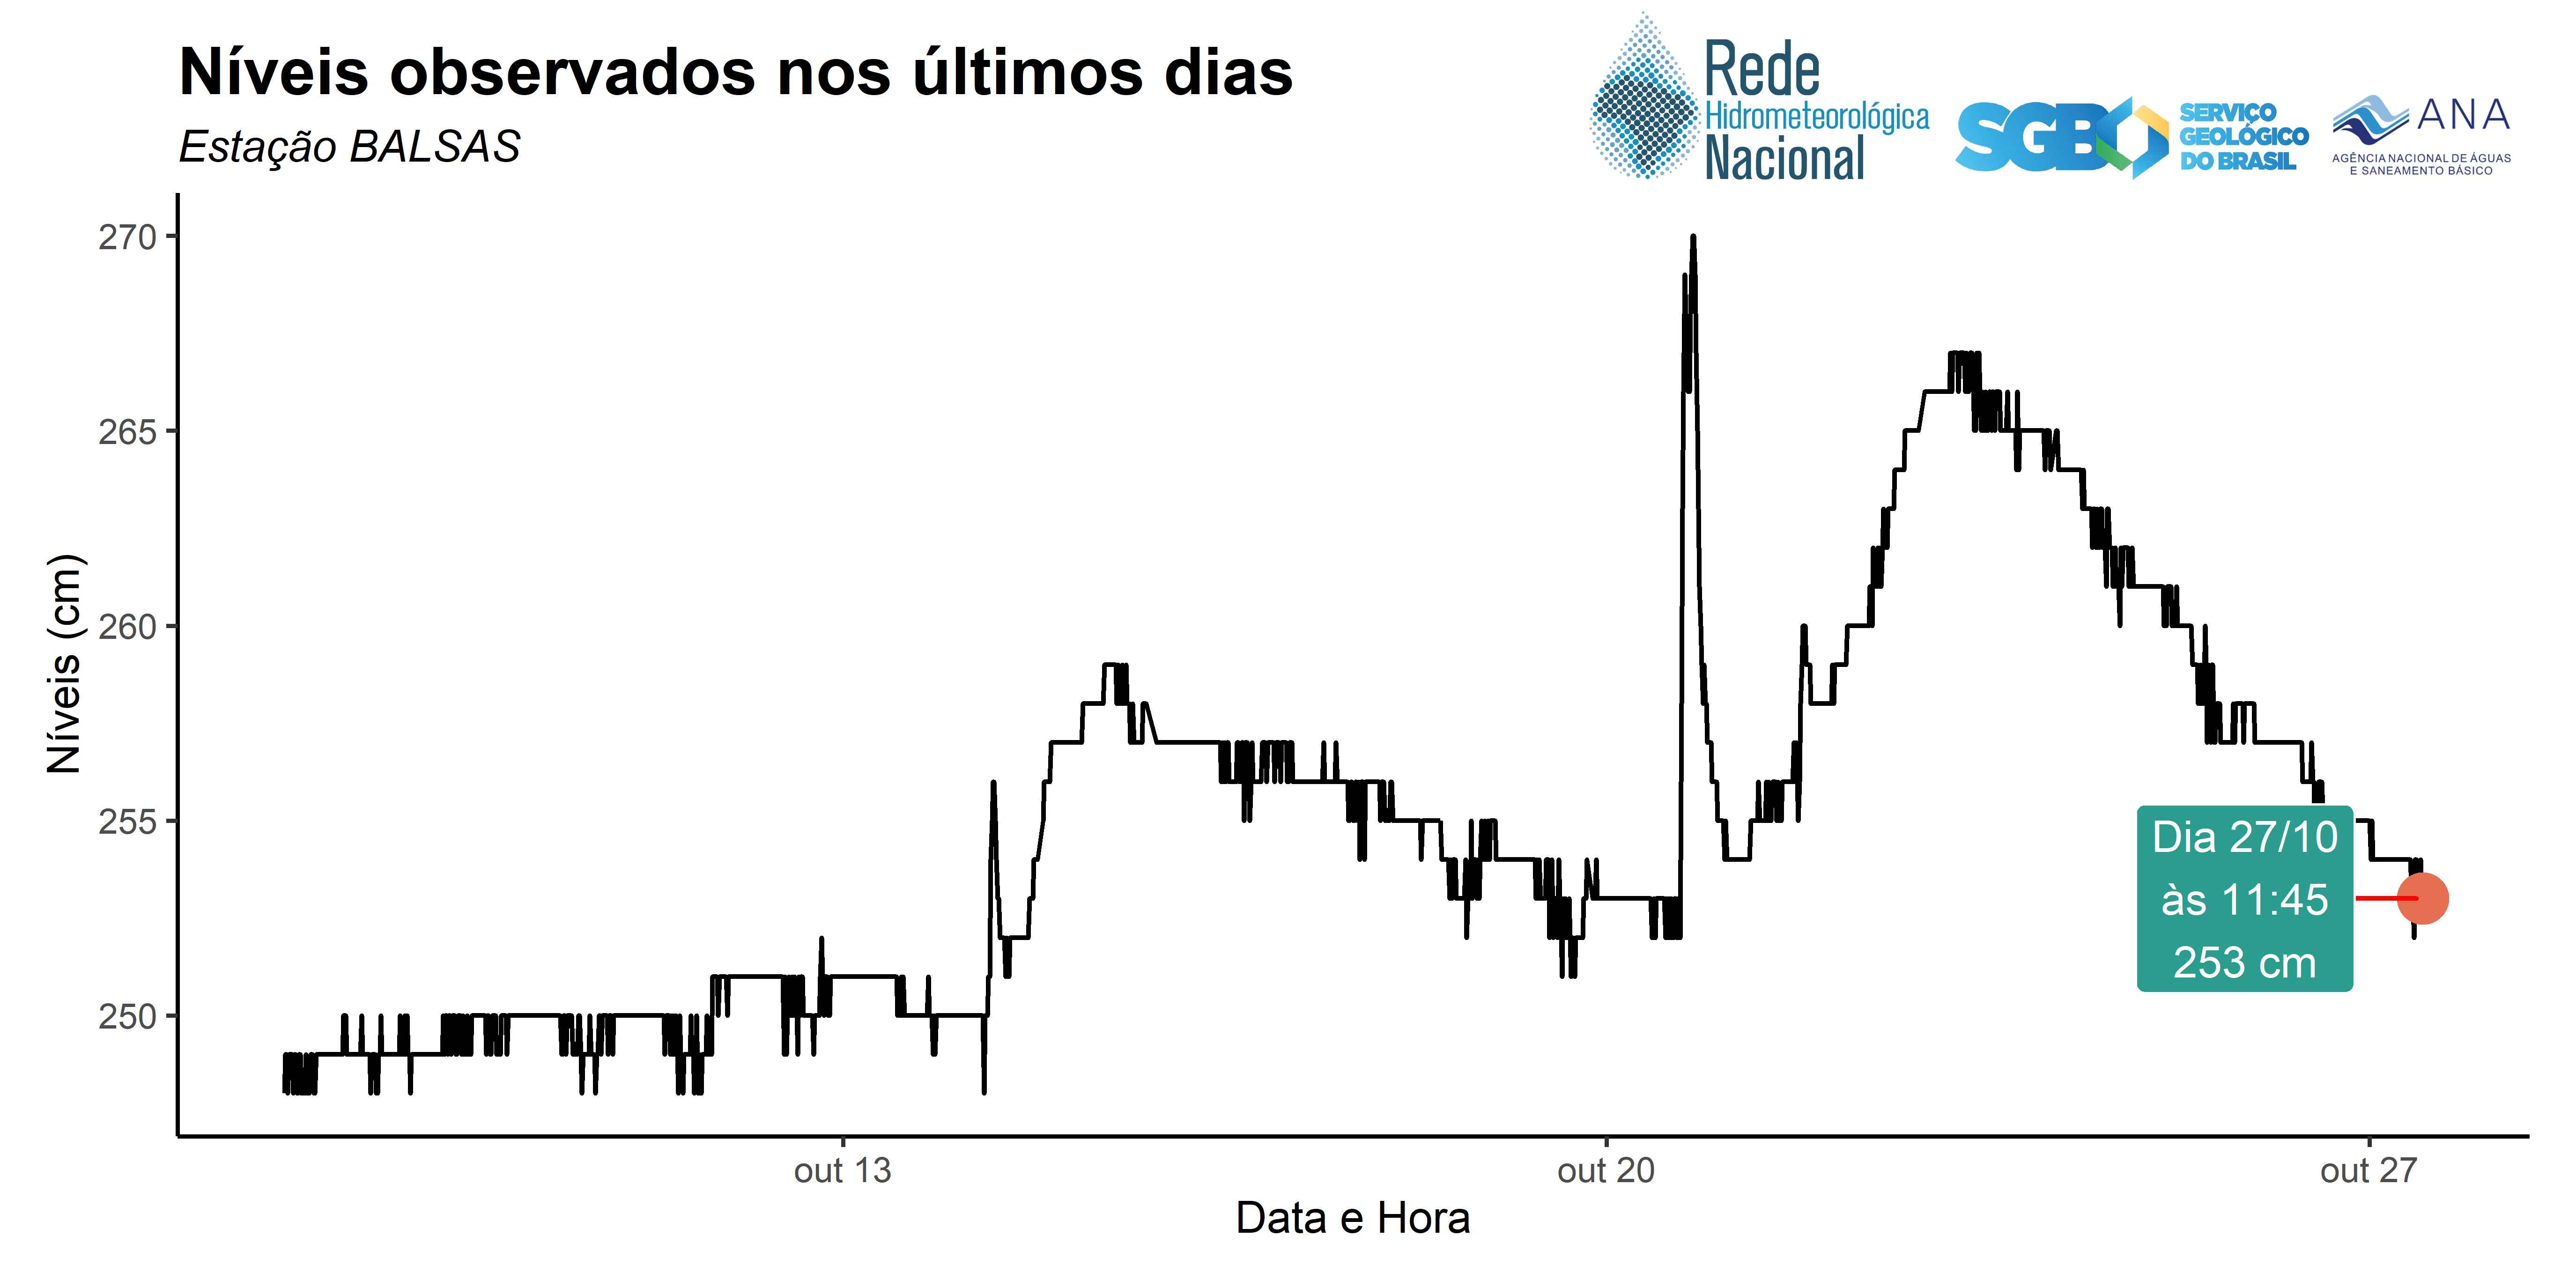 Níveis observados nos últimos dias
Estação BALSAS
Rede
Hidrometeorológica
Nacional
SGB
SERVIÇO
GEOLÓGICO
DO BRASIL
ANA
AGÊNCIA NACIONAL DE ÁGUAS
E SANEAMENTO BÁSICO
Níveis (cm)
270
265
260
255
250
Dia 27/10
às 11:45
253 cm
out 13
out 20
out 27
Data e Hora